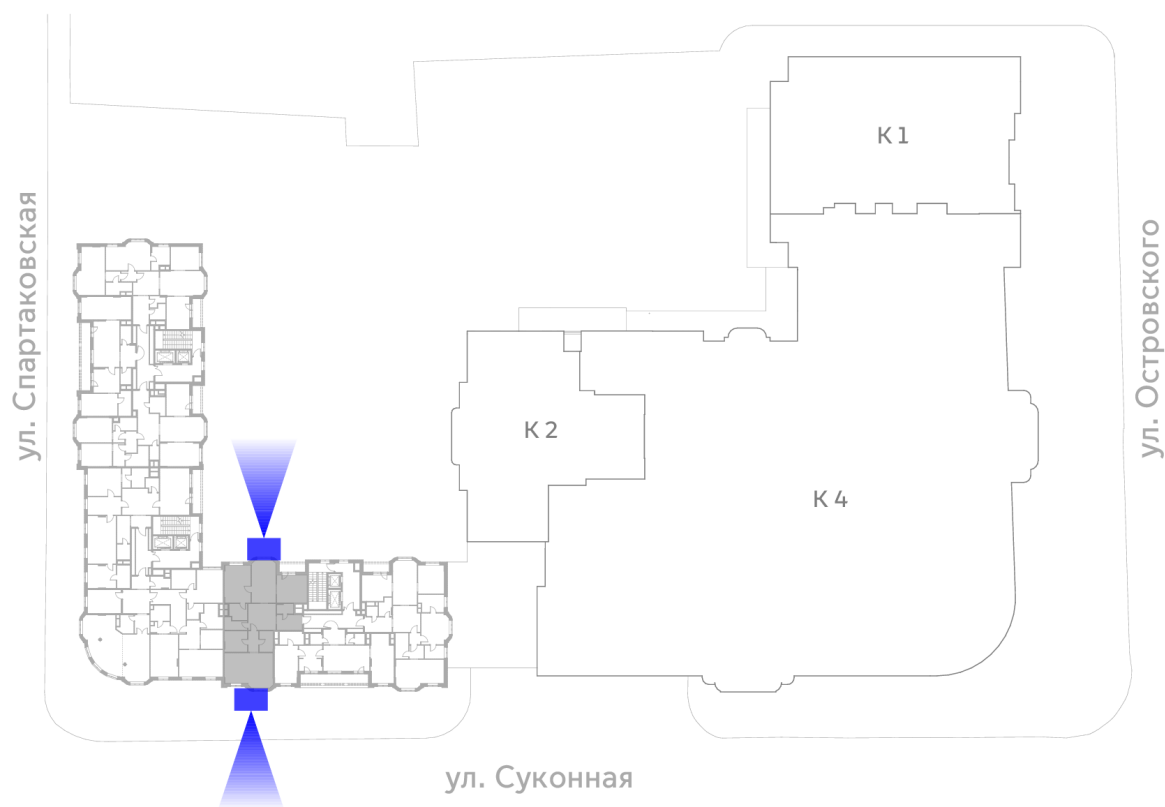 К 1
ул. Спартаковская
ул. Островского
К 2
К 4
ул. Суконная